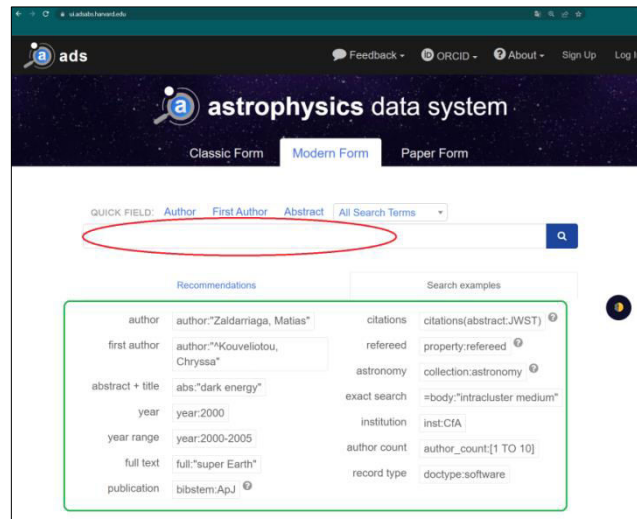 ui.adsabs.harvard.edu
a ads
Feedback
ORCID
About
Sign Up
Log
a astrophysics data system
Classic Form
Modern Form
Paper Form
QUICK FIELD: Author First Author Abstract All Search Terms
Recommendations
Search examples
author author:"Zaldarriaga, Matias"
first author author:"^Kouveliotou,
Chryssa"
abstract + title abs:"dark energy"
year year:2000
year range year:2000-2005
full text full:"super Earth"
publication bibstem:ApJ
citations citations(abstract:JWST)
refereed property:refereed
astronomy collection:astronomy
exact search =body:"intracluster medium"
institution inst:CfA
author count author_count:[1 TO 10]
record type doctype:software